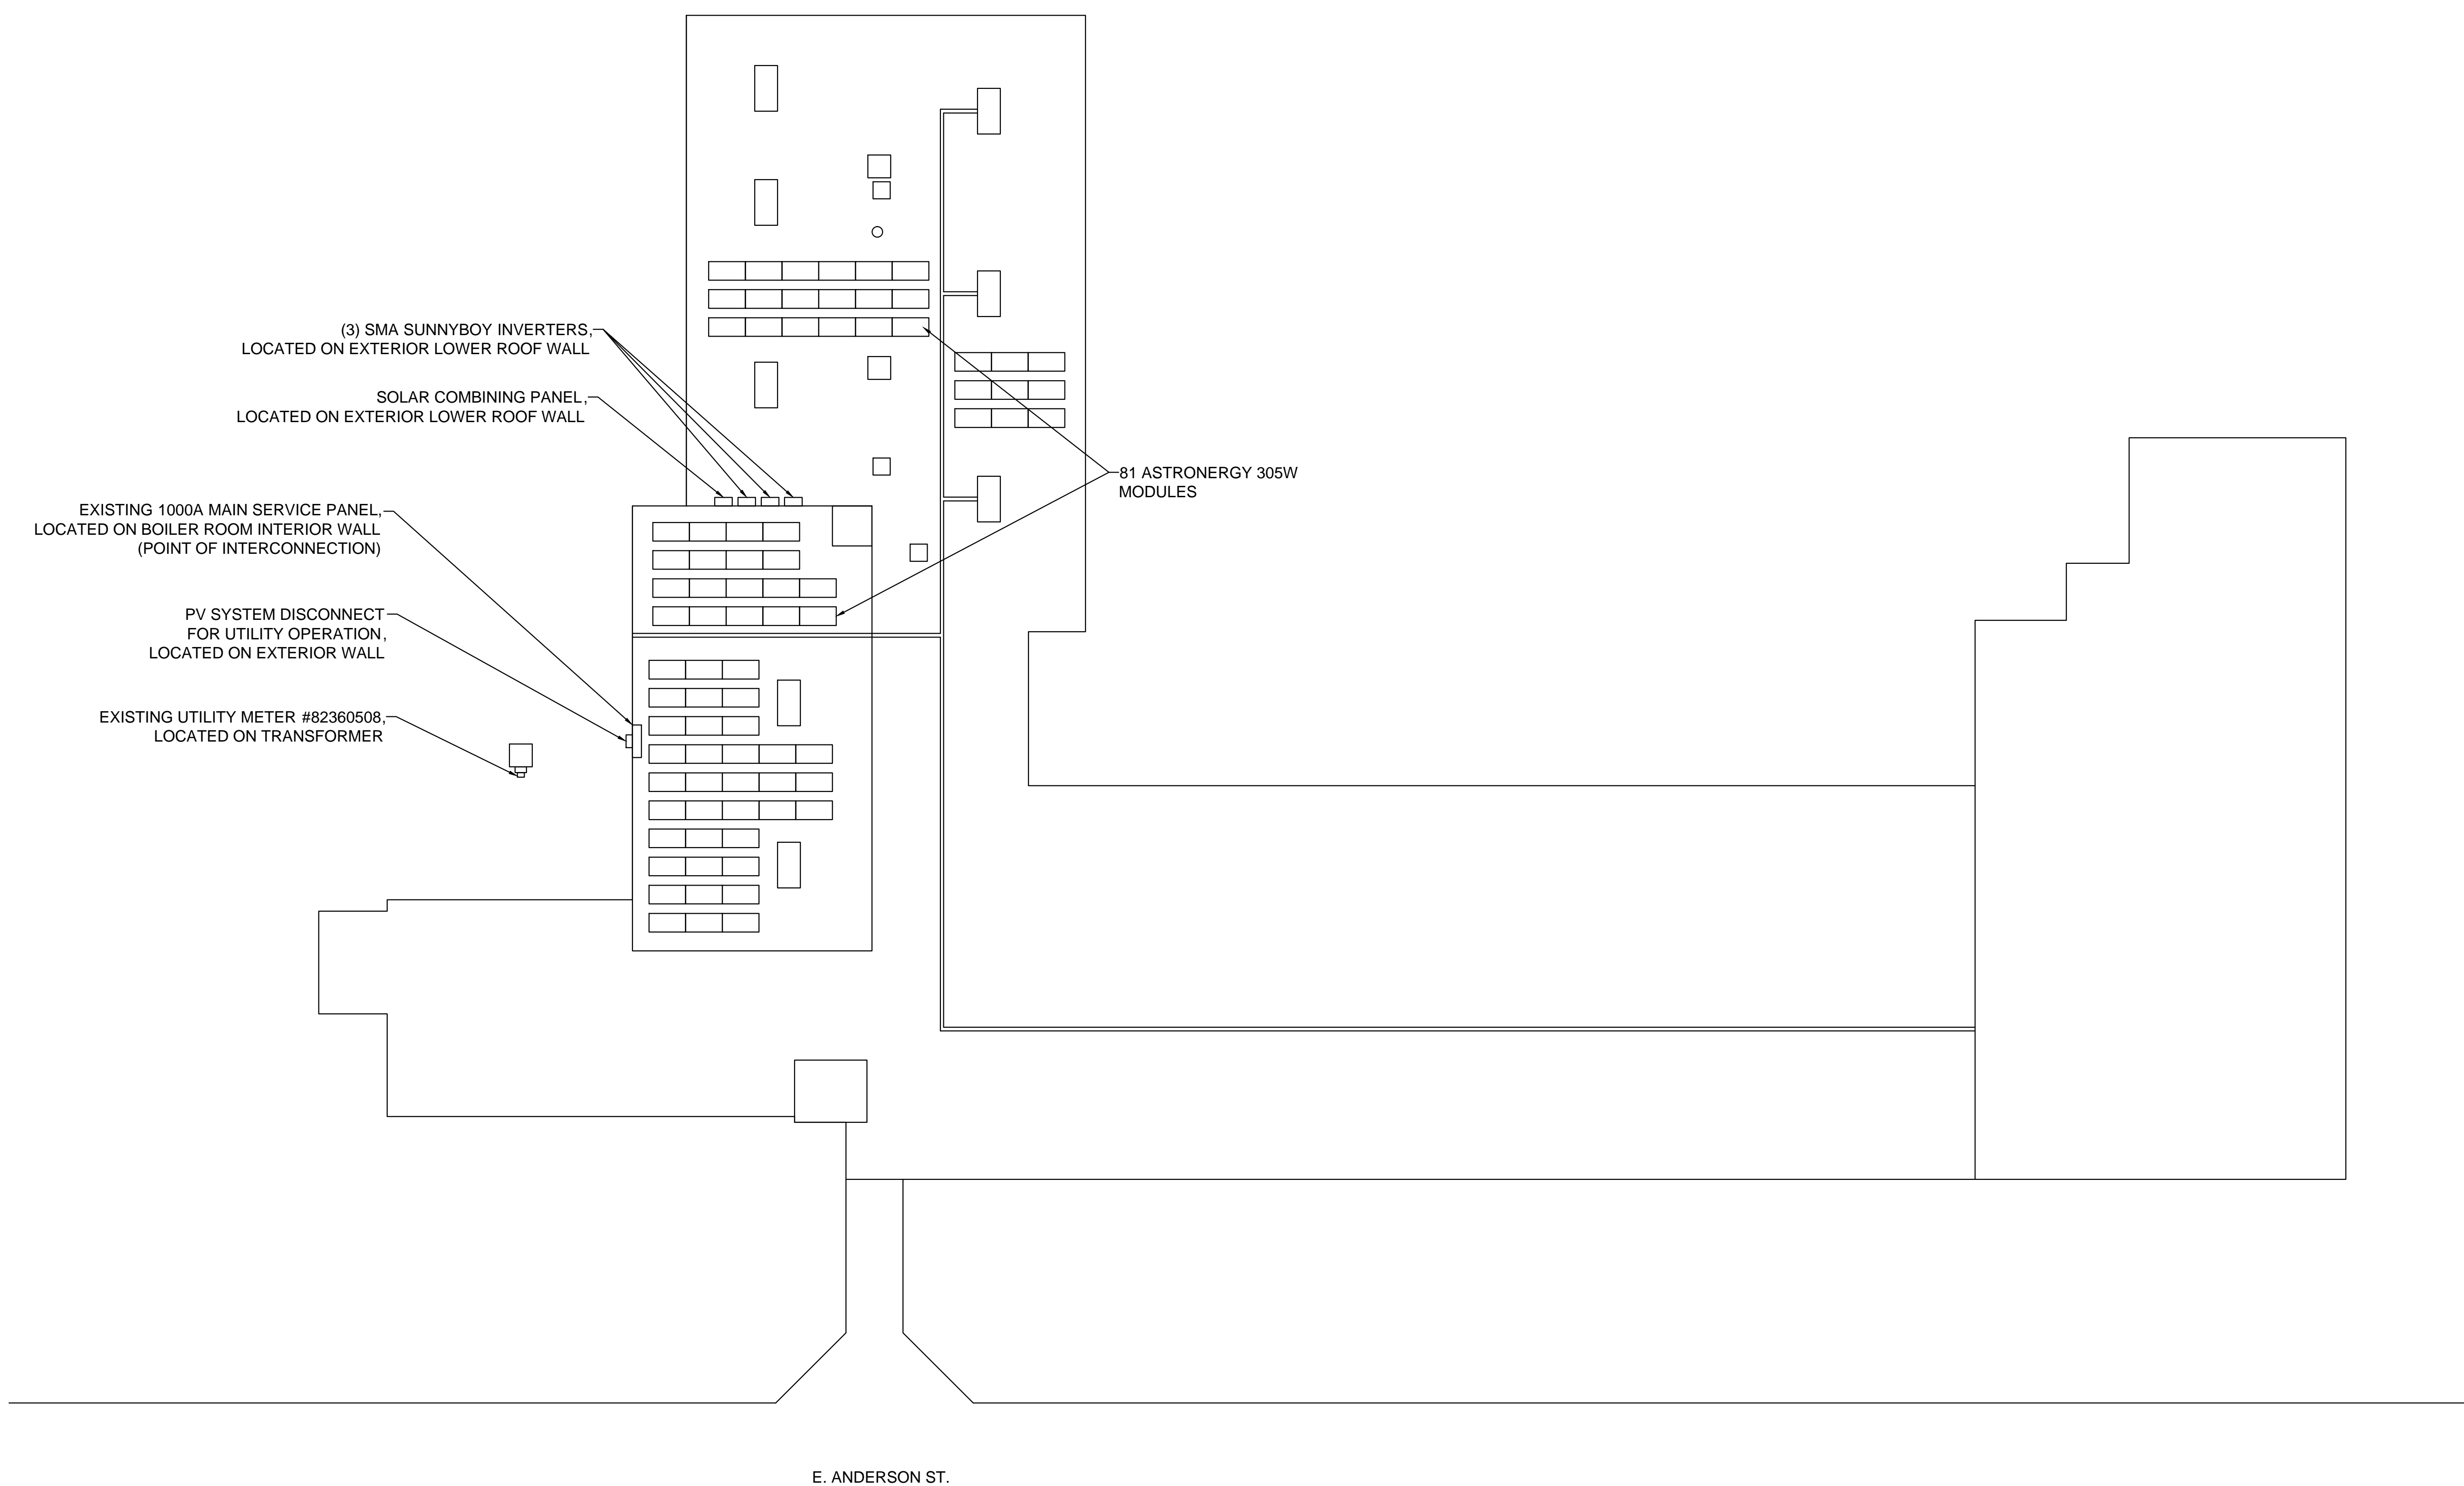 (3) SMA SUNNYBOY INVERTERS,
LOCATED ON EXTERIOR LOWER ROOF WALL
SOLAR COMBINING PANEL,
LOCATED ON EXTERIOR LOWER ROOF WALL
81 ASTRONERGY 305W
MODULES
EXISTING 1000A MAIN SERVICE PANEL,
LOCATED ON BOILER ROOM INTERIOR WALL
(POINT OF INTERCONNECTION)
PV SYSTEM DISCONNECT
FOR UTILITY OPERATION,
LOCATED ON EXTERIOR WALL
EXISTING UTILITY METER #82360508,
LOCATED ON TRANSFORMER
E. ANDERSON ST.